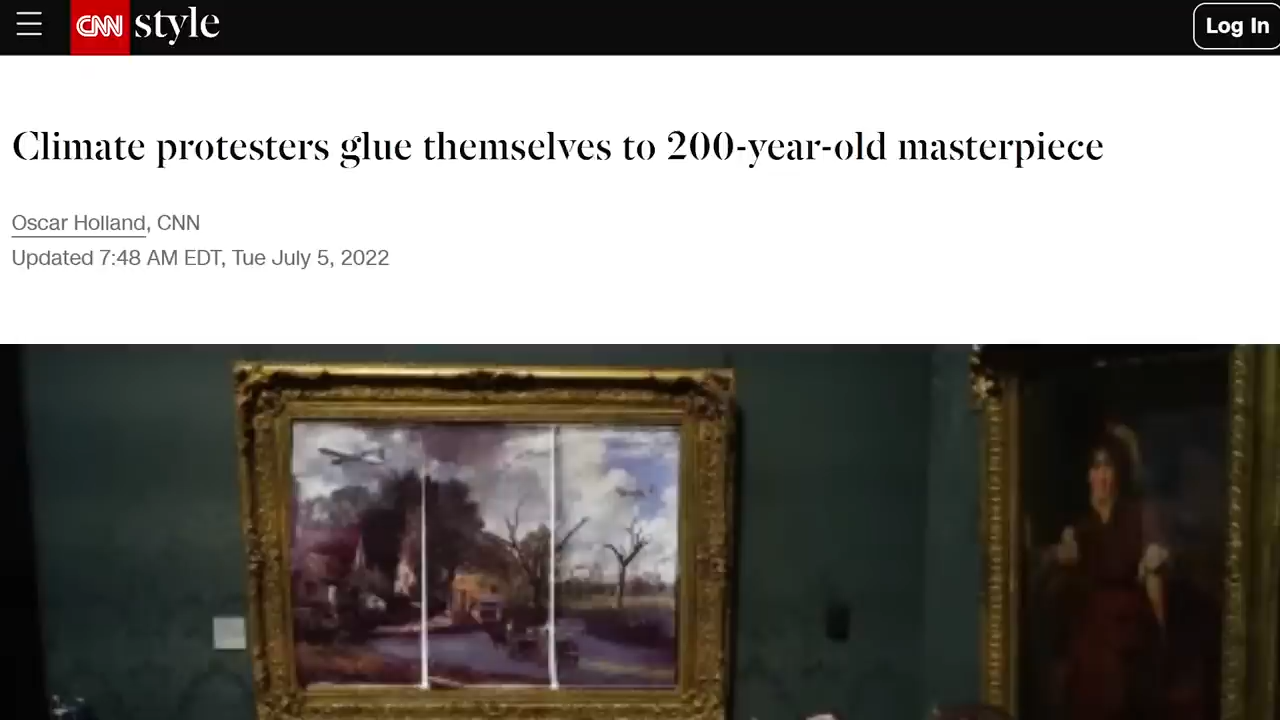 CNN style
Log In
Climate protesters glue themselves to 200-year-old masterpiece
Oscar Holland, CNN
Updated 7:48 AM EDT, Tue July 5, 2022